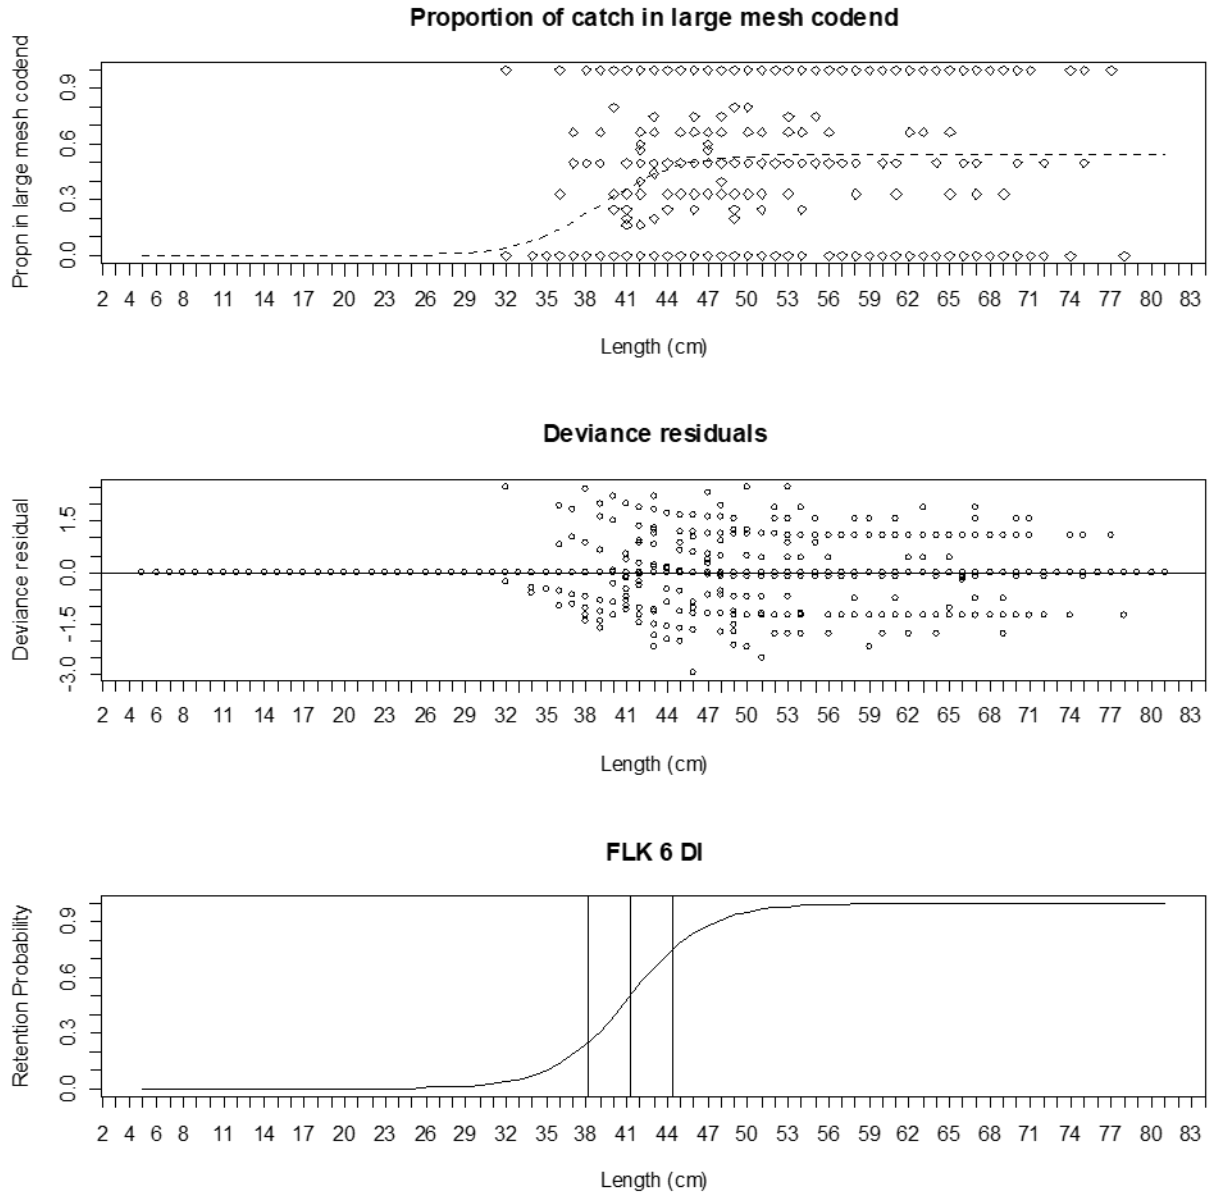 Proportion of catch in large mesh codend
Propn in large mesh codend
0.0 0.3 0.6 0.9
2 4 6 8 11 14 17 20 23 26 29 32 35 38 41 44 47 50 53 56 59 62 65 68 71 74 77 80 83
Length (cm)
Deviance residuals
Deviance residual
-3.0 -1.5 0.0 1.5
2 4 6 8 11 14 17 20 23 26 29 32 35 38 41 44 47 50 53 56 59 62 65 68 71 74 77 80 83
Length (cm)
FLK 6 DI
Retention Probability
0.0 0.3 0.6 0.9
2 4 6 8 11 14 17 20 23 26 29 32 35 38 41 44 47 50 53 56 59 62 65 68 71 74 77 80 83
Length (cm)